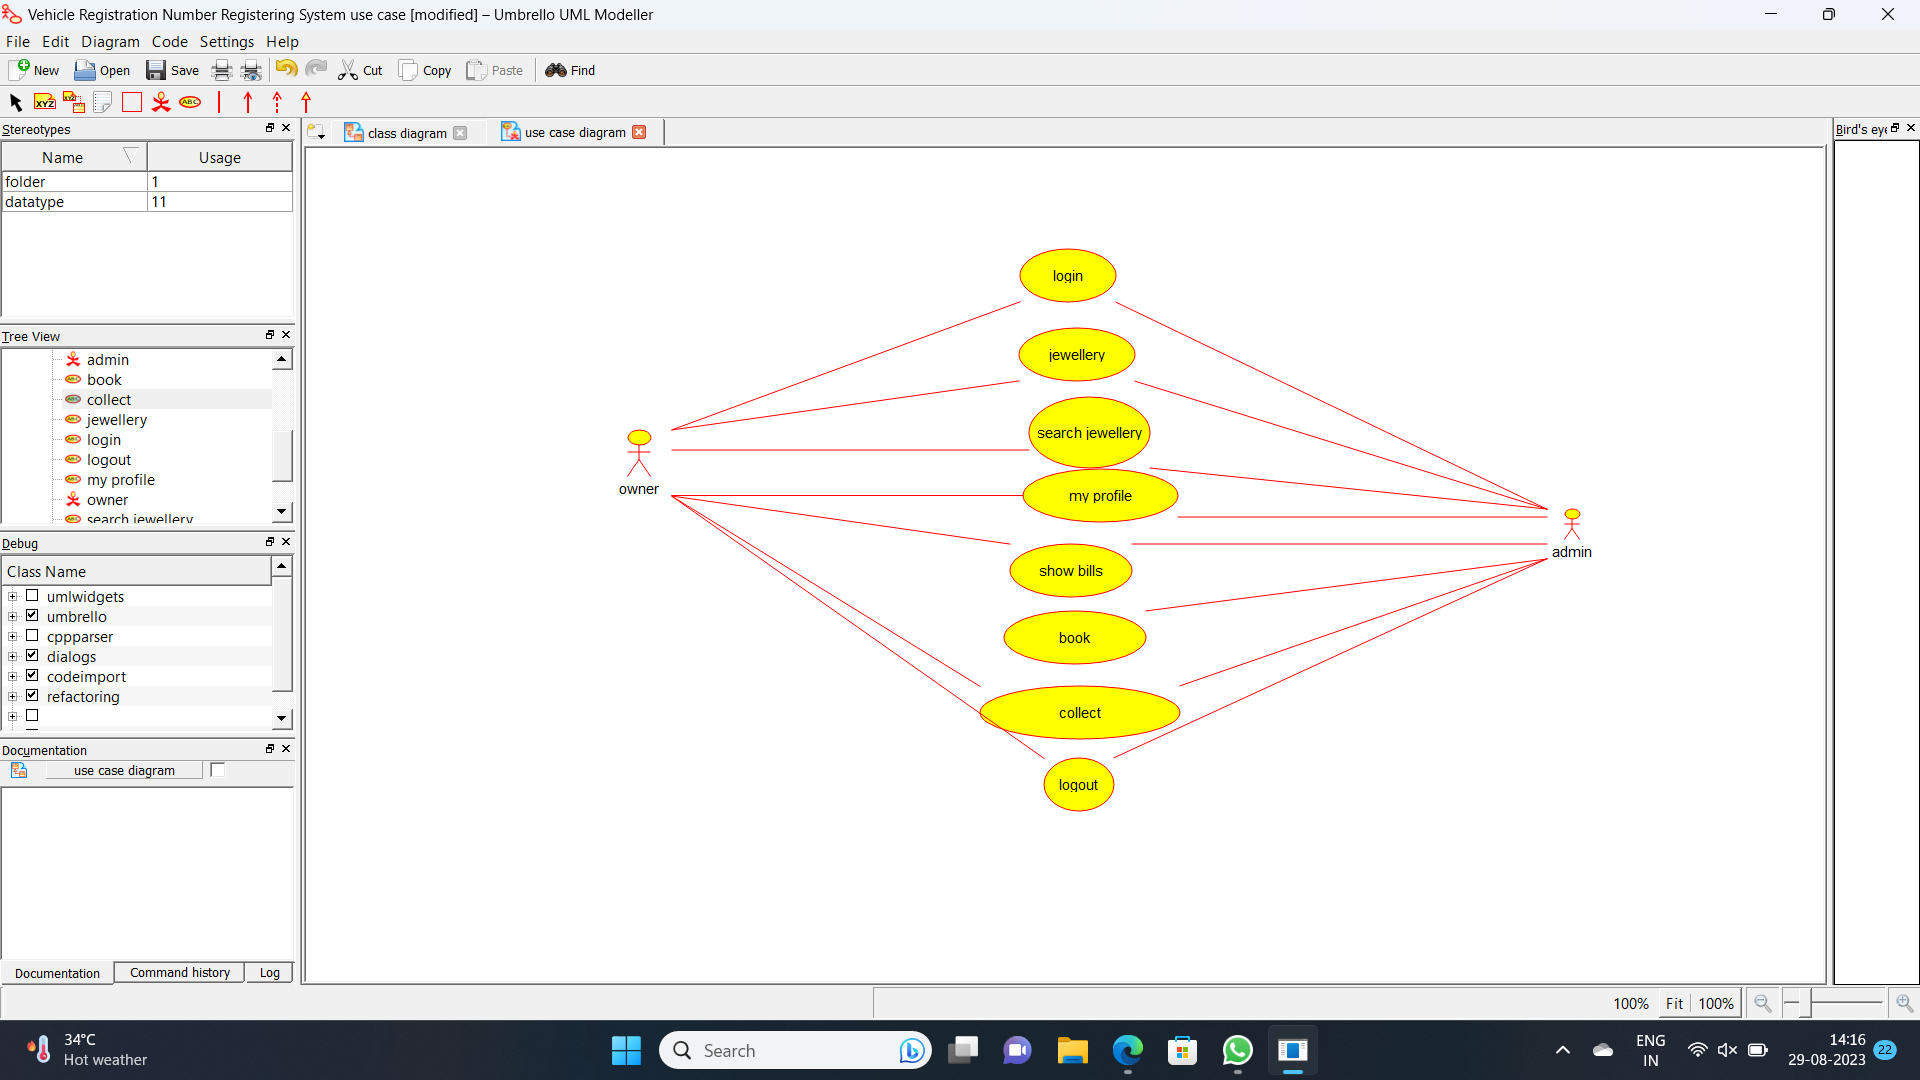 Vehicle Registration Number Registering System use case [modified] – Umbrello UML Modeller
File Edit Diagram Code Settings Help
New Open Save Cut Copy Paste Find
XYZ XYZ ABC
Stereotypes
class diagram use case diagram
Bird's eye
Name Usage
folder 1
datatype 11
Tree View
admin
book
collect
jewellery
login
logout
my profile
owner
search jewellery
Debug
Class Name
umlwidgets
umbrello
cppparser
dialogs
codeimport
refactoring
Documentation
use case diagram
Documentation Command history Log
login
jewellery
search jewellery
owner
my profile
admin
show bills
book
collect
logout
100% Fit 100%
34°C
Hot weather
Search
ENG
IN
14:16
29-08-2023
22